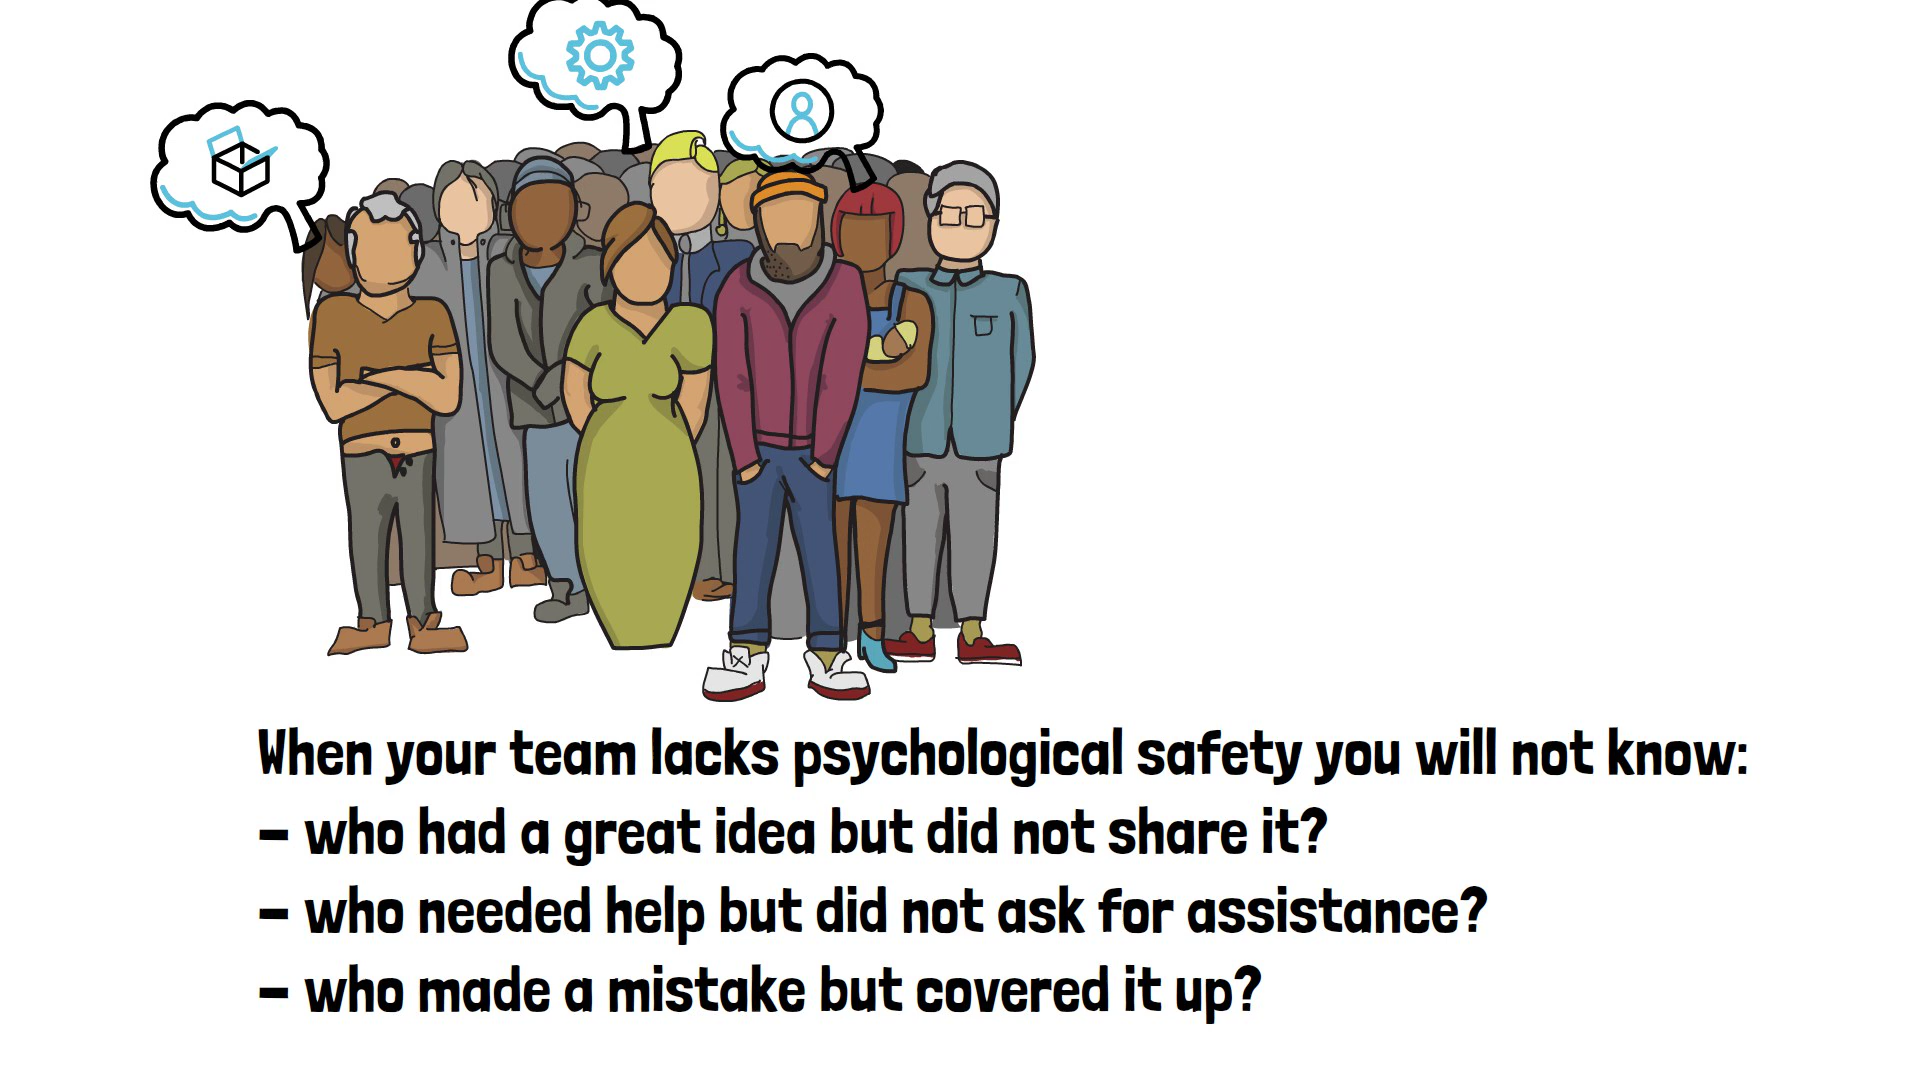 When your team lacks psychological safety you will not know:
– who had a great idea but did not share it?
– who needed help but did not ask for assistance?
– who made a mistake but covered it up?